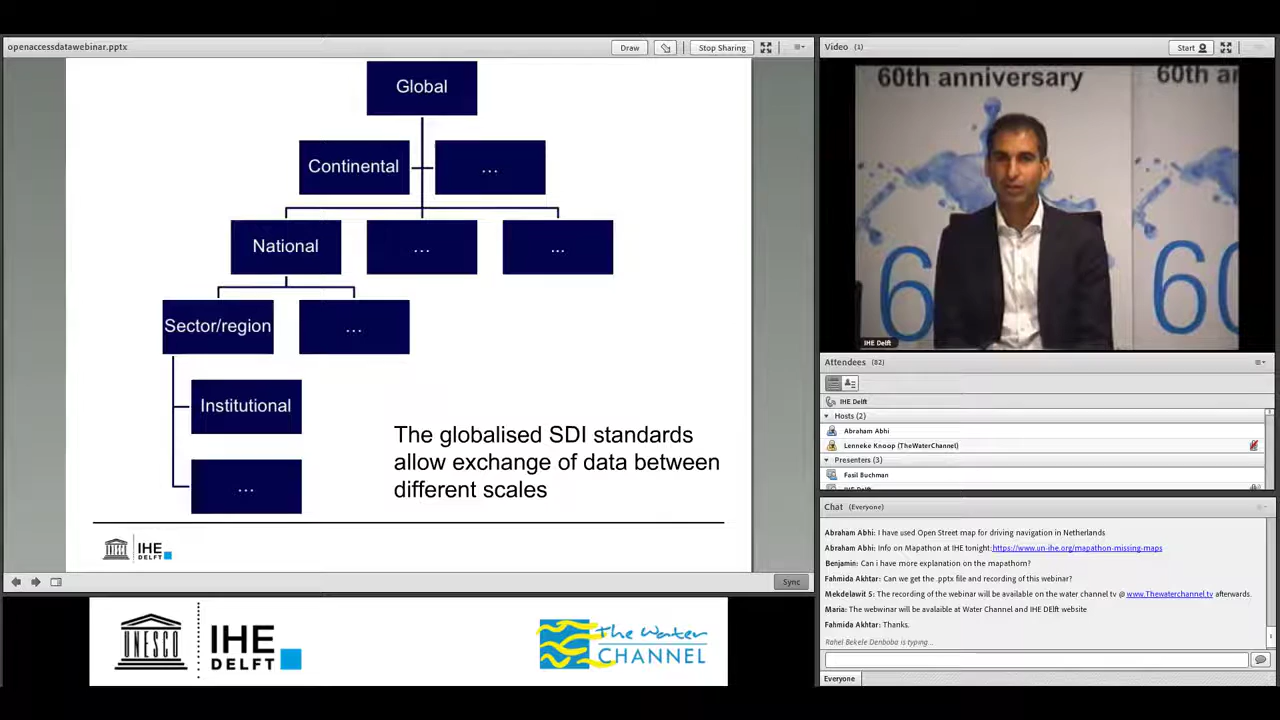 openaccessdatawebinar.pptx
Draw
Stop Sharing
Global
Continental
...
National
...
...
Sector/region
...
Institutional
...
The globalised SDI standards
allow exchange of data between
different scales
IHE
DELFT
Sync
UNESCO
IHE
DELFT
The Water
CHANNEL
Video (1)
Start
60th anniversary
60th an
60
60
IHE Delft
Attendees (82)
IHE Delft
Hosts (2)
Abraham Abhi
Lenneke Knoop (TheWaterChannel)
Presenters (3)
Fasil Buchman
IHE Delft
Chat (Everyone)
Abraham Abhi: I have used Open Street map for driving navigation in Netherlands
Abraham Abhi: Info on Mapathon at IHE tonight:https://www.un-ihe.org/mapathon-missing-maps
Benjamin: Can i have more explanation on the mapathom?
Fahmida Akhtar: Can we get the .pptx file and recording of this webinar?
Mekdelawit S: The recording of the webinar will be available on the water channel tv @ www.Thewaterchannel.tv afterwards.
Maria: The webwinar will be avalaible at Water Channel and IHE DElft website
Fahmida Akhtar: Thanks.
Rahel Bekele Denboba is typing...
Everyone